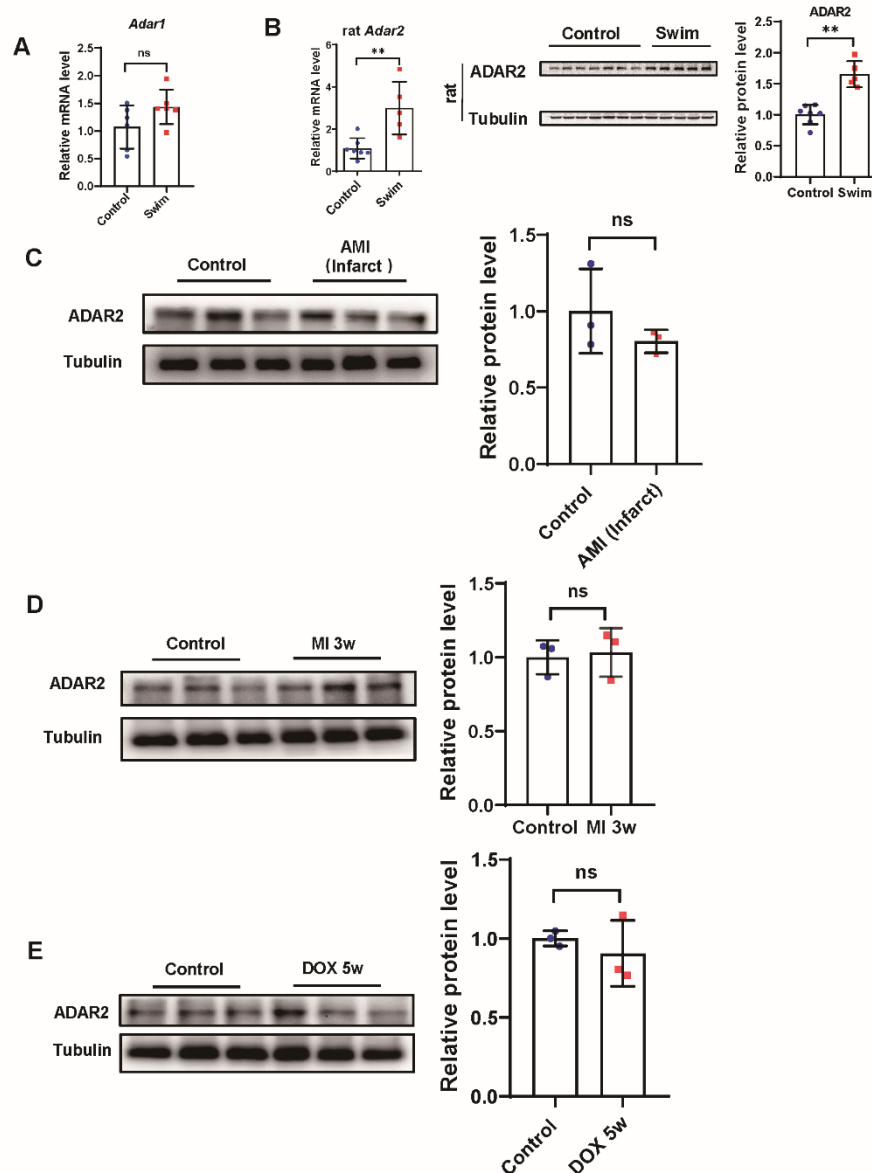 A
Adar1
Relative mRNA level
2.5
2.0
1.5
1.0
0.5
0.0
ns
Control
Swim
B
rat Adar2
Relative mRNA level
6
4
2
0
**
Control
Swim
rat
Control
Swim
ADAR2
Tubulin
ADAR2
Relative protein level
2.0
1.5
1.0
0.5
0.0
**
Control Swim
C
Control
AMI
(Infarct )
ADAR2
Tubulin
Relative protein level
1.5
1.0
0.5
0.0
ns
Control
AMI (Infarct)
D
Control
MI 3w
ADAR2
Tubulin
Relative protein level
1.5
1.0
0.5
0.0
ns
Control MI 3w
E
Control
DOX 5w
ADAR2
Tubulin
Relative protein level
1.5
1.0
0.5
0.0
ns
Control
DOX 5w